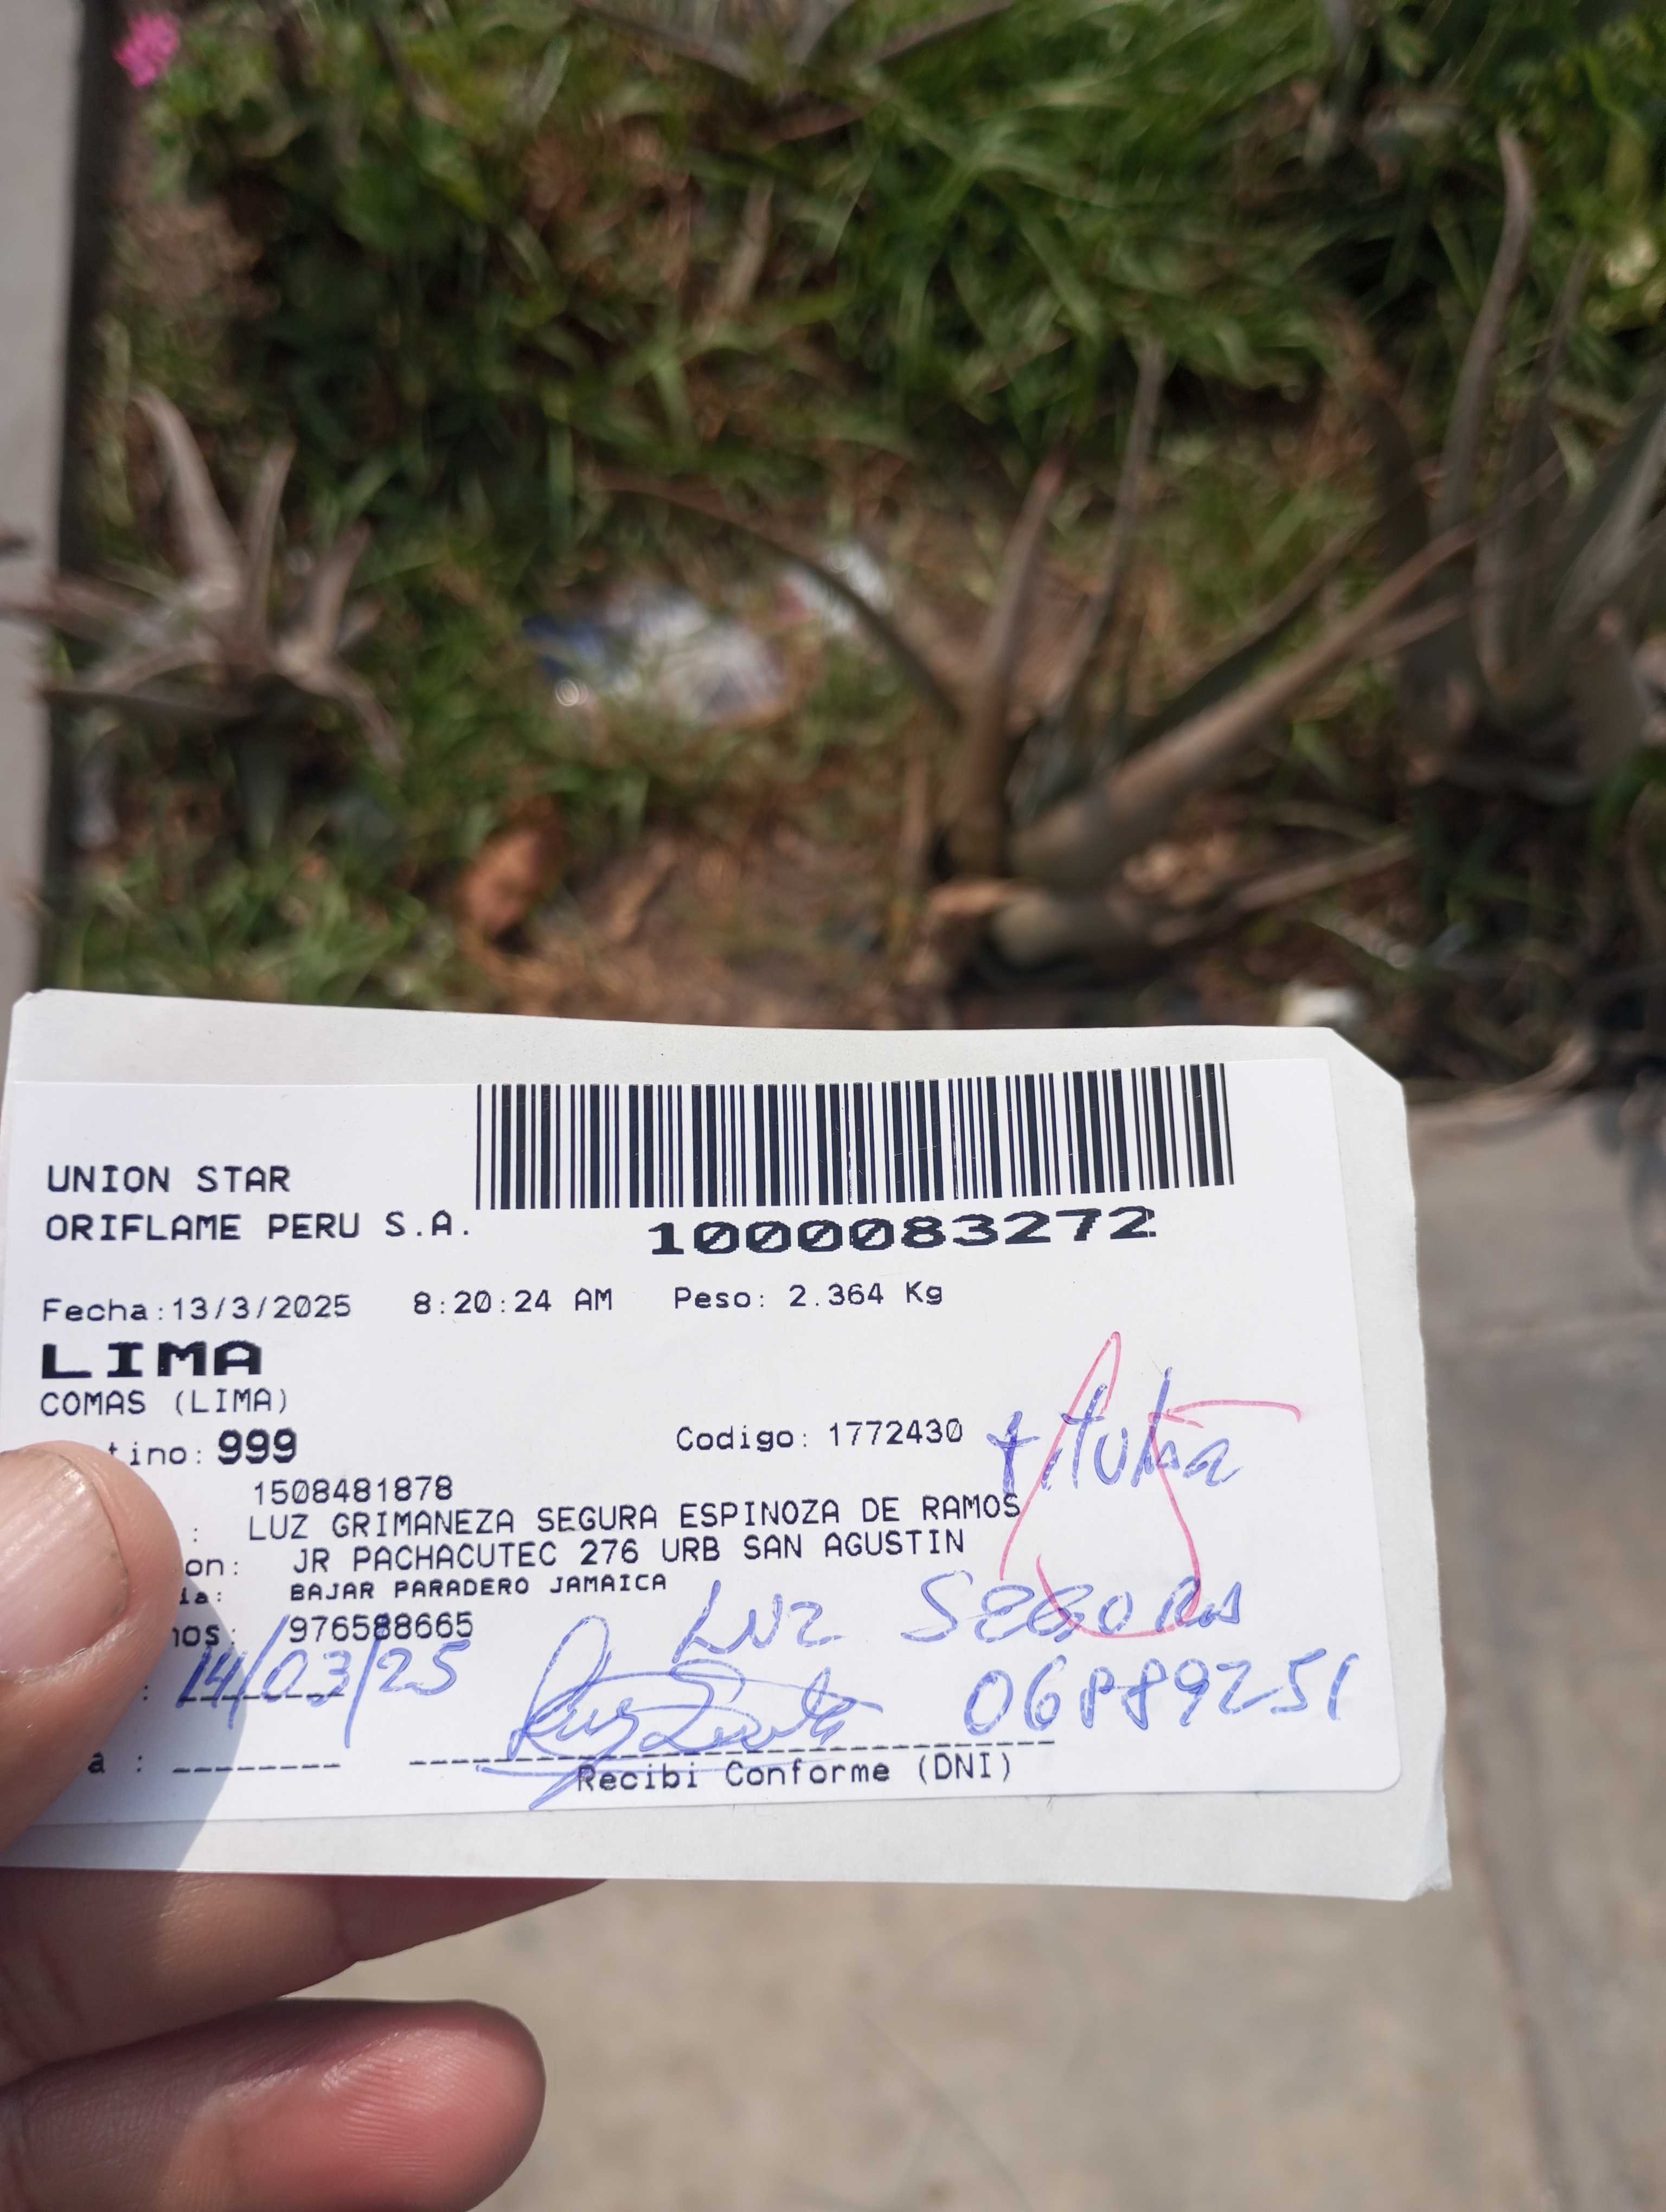 UNION STAR
ORIFLAME PERU S.A.
1000083272
Fecha:13/3/2025 8:20:24 AM Peso: 2.364 Kg
LIMA
COMAS (LIMA)
tino: 999 Codigo: 1772430 titular
1508481878
: LUZ GRIMANEZA SEGURA ESPINOZA DE RAMOS
on: JR PACHACUTEC 276 URB SAN AGUSTIN
ia: BAJAR PARADERO JAMAICA
nos: 976588665 LUZ SEGURA
: 14/03/25 06889251
a : -------- Recibi Conforme (DNI)